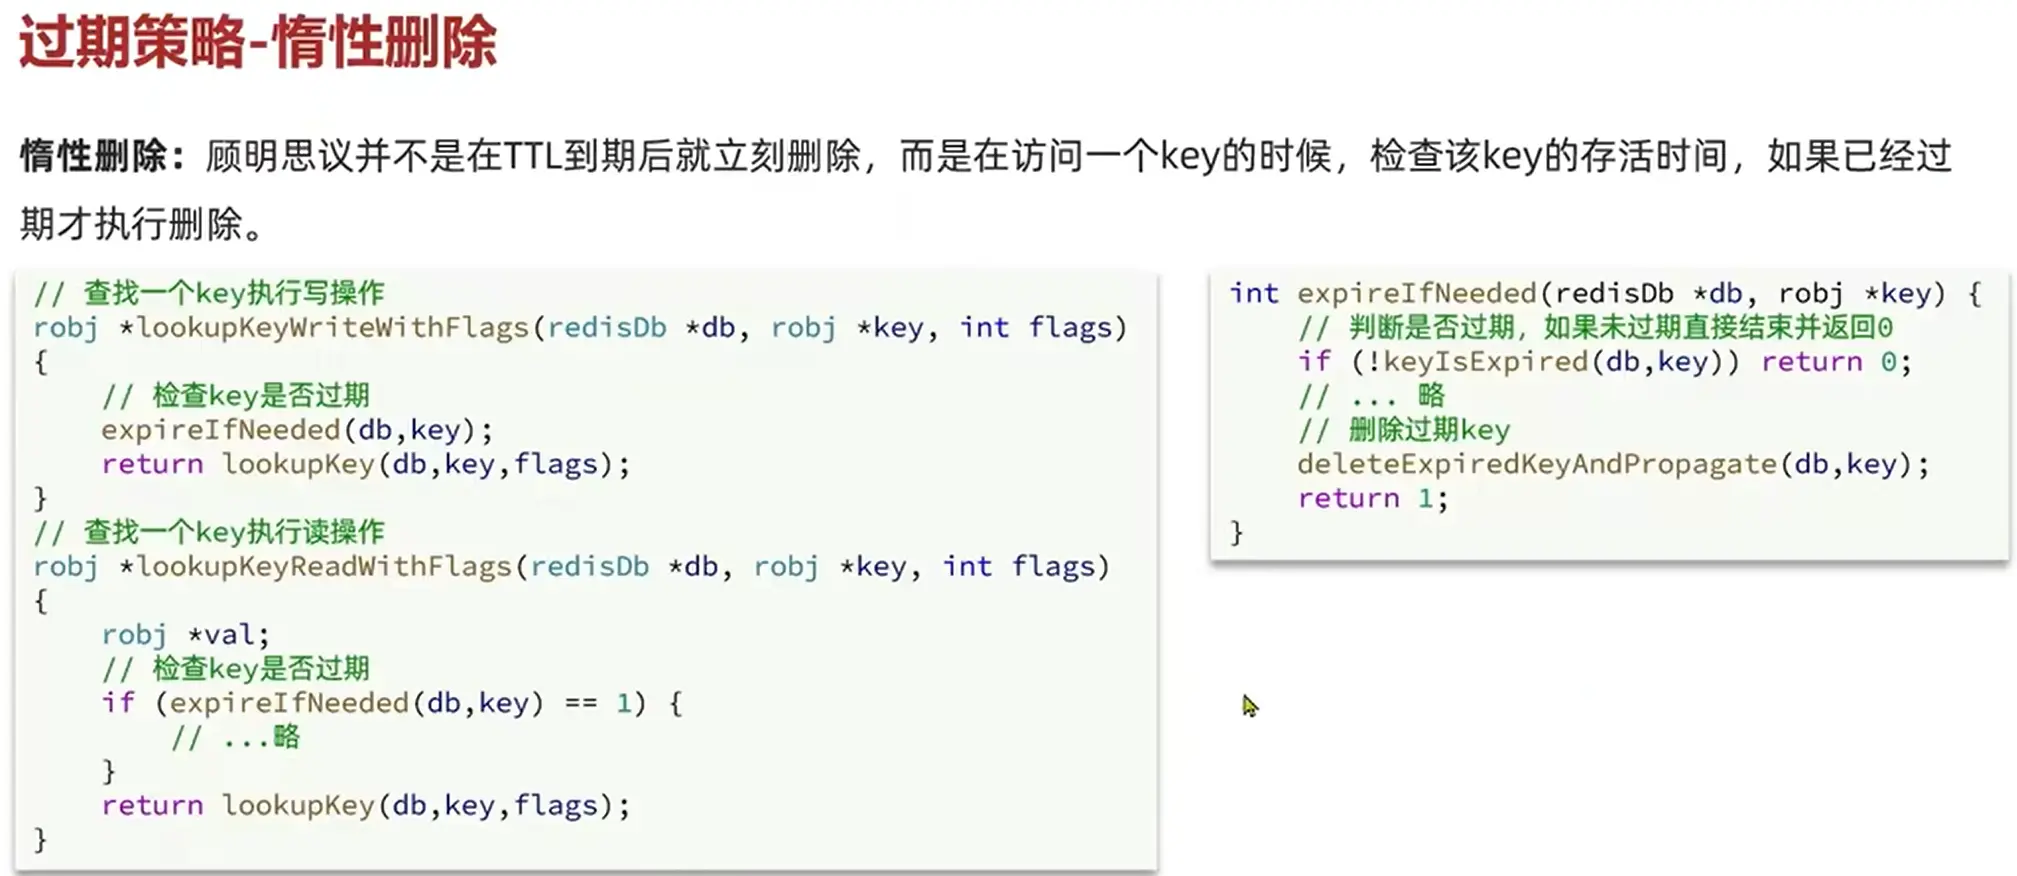 过期策略-惰性删除
惰性删除：顾明思议并不是在TTL到期后就立刻删除，而是在访问一个key的时候，检查该key的存活时间，如果已经过
期才执行删除。
// 查找一个key执行写操作
robj *lookupKeyWriteWithFlags(redisDb *db, robj *key, int flags)
{
    // 检查key是否过期
    expireIfNeeded(db,key);
    return lookupKey(db,key,flags);
}
// 查找一个key执行读操作
robj *lookupKeyReadWithFlags(redisDb *db, robj *key, int flags)
{
    robj *val;
    // 检查key是否过期
    if (expireIfNeeded(db,key) == 1) {
        // ...略
    }
    return lookupKey(db,key,flags);
}
int expireIfNeeded(redisDb *db, robj *key) {
    // 判断是否过期，如果未过期直接结束并返回0
    if (!keyIsExpired(db,key)) return 0;
    // ... 略
    // 删除过期key
    deleteExpiredKeyAndPropagate(db,key);
    return 1;
}